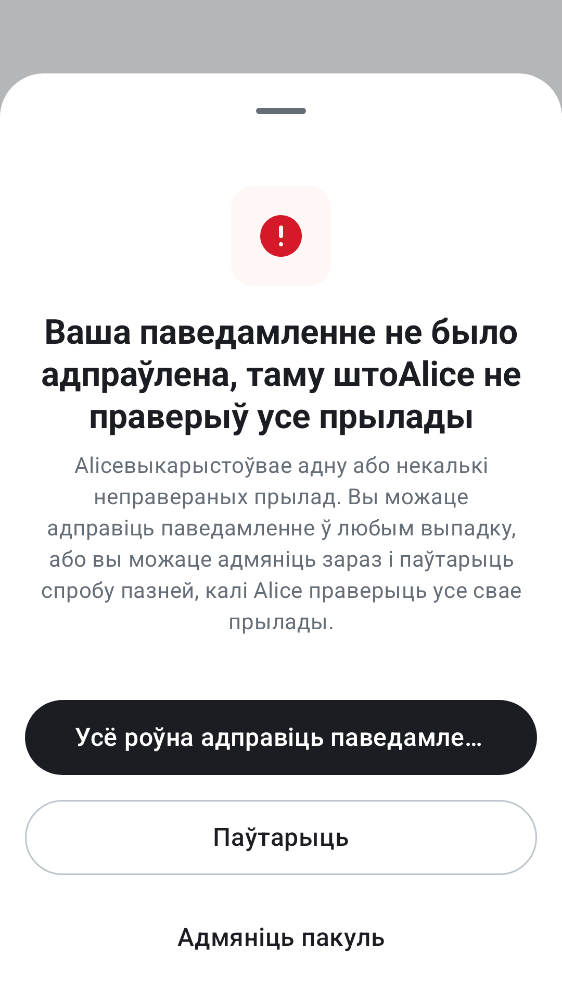 Ваша паведамленне не было
адпраўлена, таму штоAlice не
праверыў усе прылады
Aliceвыкарыстоўвае адну або некалькі
неправераных прылад. Вы можаце
адправіць паведамленне ў любым выпадку,
або вы можаце адмяніць зараз і паўтарыць
спробу пазней, калі Alice праверыць усе свае
прылады.
Усё роўна адправіць паведамле...
Паўтарыць
Адмяніць пакуль